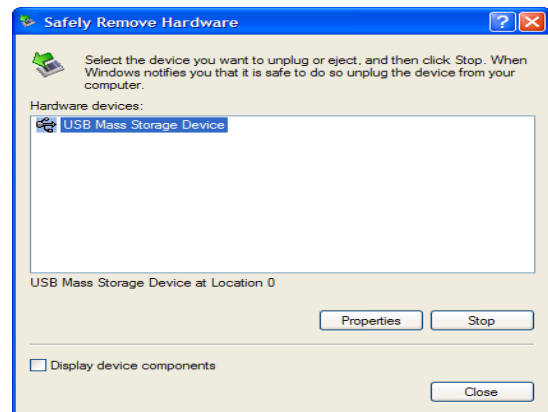 Safely Remove Hardware
Select the device you want to unplug or eject, and then click Stop. When
Windows notifies you that it is safe to do so unplug the device from your
computer.
Hardware devices:
USB Mass Storage Device
USB Mass Storage Device at Location 0
Properties Stop
Display device components
Close